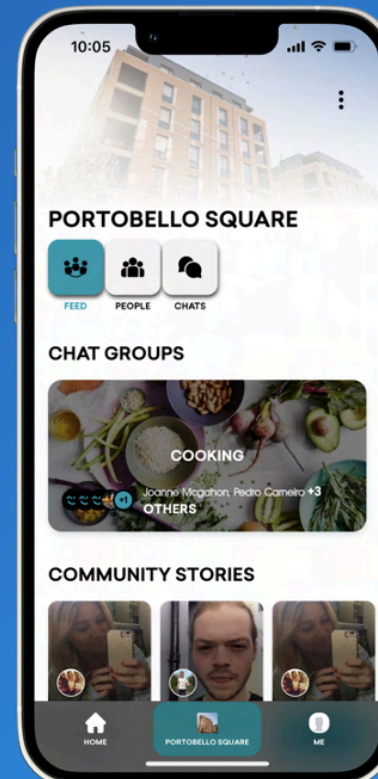 10:05
PORTOBELLO SQUARE
FEED
PEOPLE
CHATS
CHAT GROUPS
COOKING
+1
Joanne Mcgahon, Pedro Carneiro +3
OTHERS
COMMUNITY STORIES
HOME
PORTOBELLO SQUARE
ME